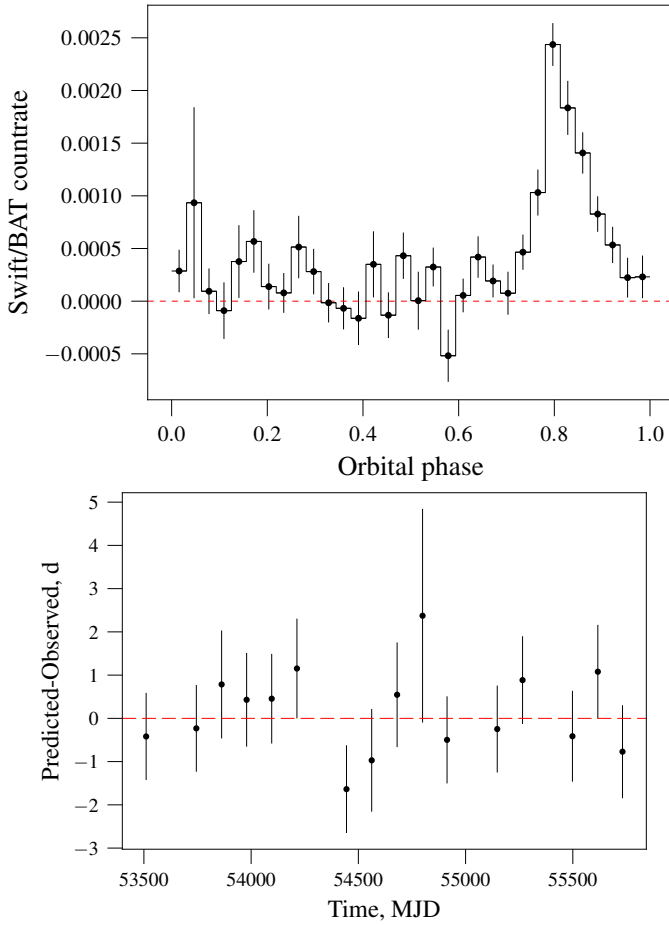 0.0025
0.0020
0.0015
0.0010
0.0005
0.0000
−0.0005
Swift/BAT countrate
0.0 0.2 0.4 0.6 0.8 1.0
Orbital phase
5
4
3
2
1
0
−1
−2
−3
Predicted-Observed, d
53500 54000 54500 55000 55500
Time, MJD